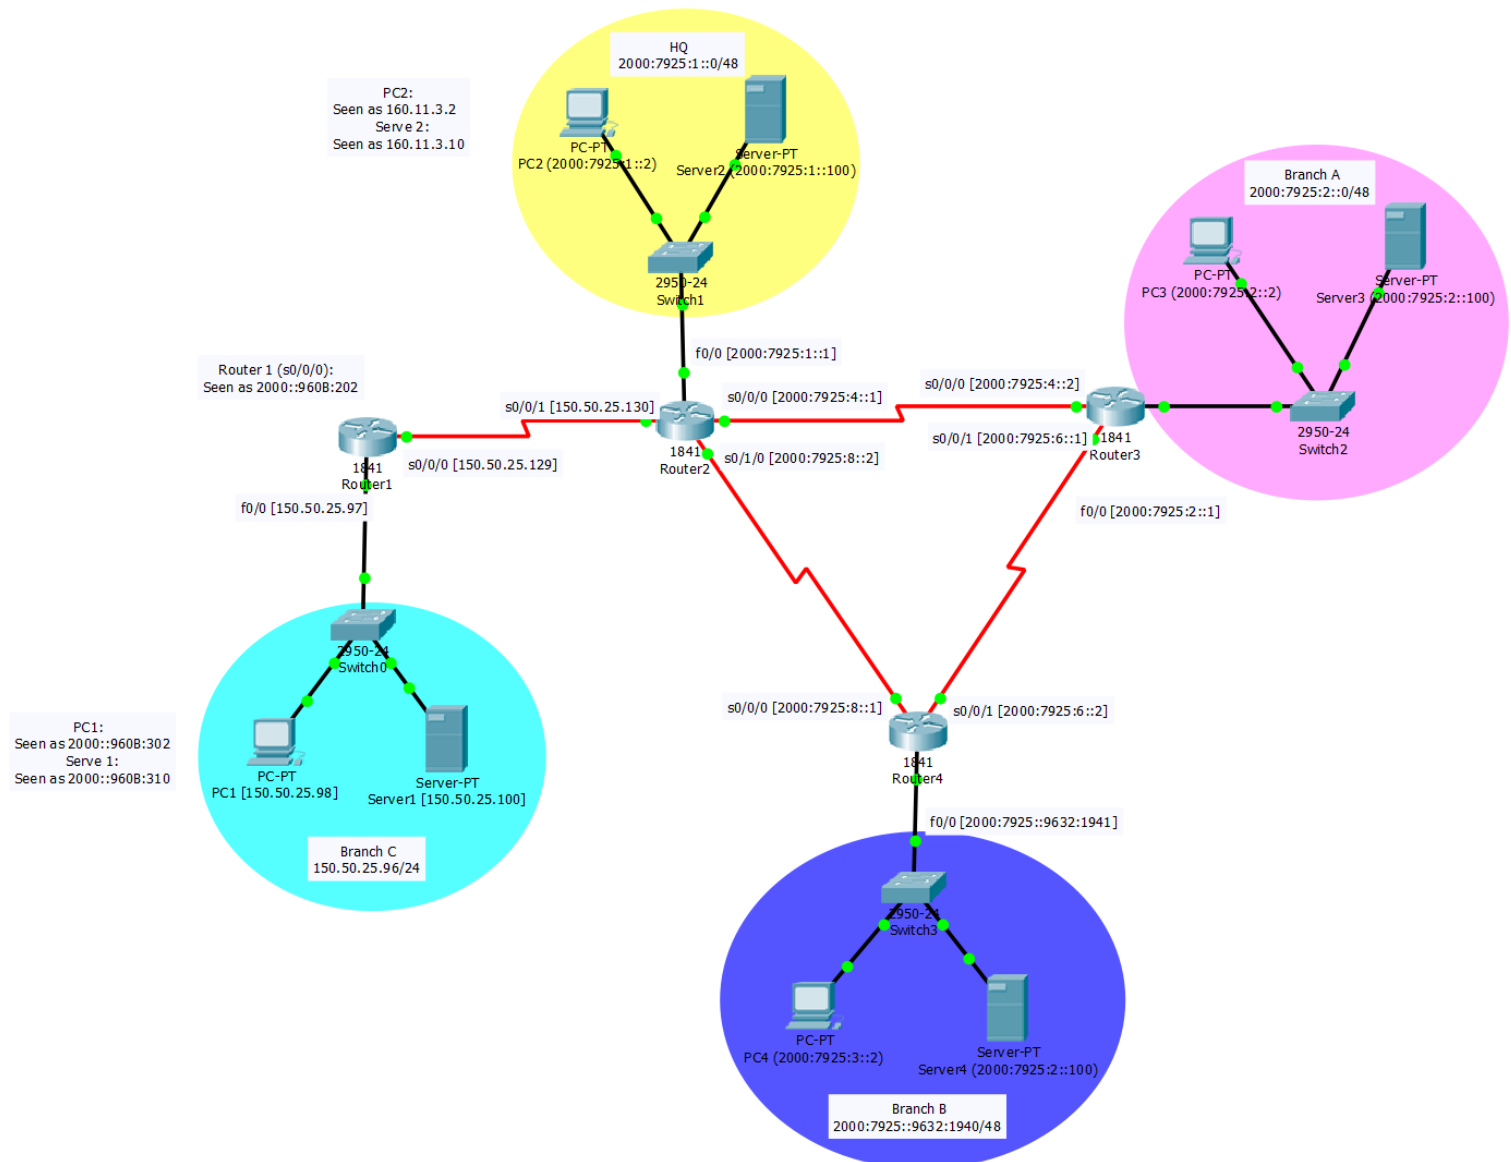 HQ
2000:7925:1::0/48
PC2:
Seen as 160.11.3.2
Serve 2:
Seen as 160.11.3.10
PC-PT
PC2 (2000:7925:1::2)
Server-PT
Server2 (2000:7925:1::100)
2950-24
Switch1
Branch A
2000:7925:2::0/48
PC-PT
PC3 (2000:7925:2::2)
Server-PT
Server3 (2000:7925:2::100)
2950-24
Switch2
f0/0 [2000:7925:1::1]
Router 1 (s0/0/0):
Seen as 2000::960B:202
s0/0/1 [150.50.25.130]
s0/0/0 [2000:7925:4::1]
s0/0/0 [2000:7925:4::2]
1841
Router2
s0/1/0 [2000:7925:8::2]
s0/0/1 [2000:7925:6::1]
1841
Router3
1841
Router1
s0/0/0 [150.50.25.129]
f0/0 [150.50.25.97]
f0/0 [2000:7925:2::1]
2950-24
Switch0
PC1:
Seen as 2000::960B:302
Serve 1:
Seen as 2000::960B:310
PC-PT
PC1 [150.50.25.98]
Server-PT
Server1 [150.50.25.100]
Branch C
150.50.25.96/24
s0/0/0 [2000:7925:8::1]
s0/0/1 [2000:7925:6::2]
1841
Router4
f0/0 [2000:7925::9632:1941]
2950-24
Switch3
PC-PT
PC4 (2000:7925:3::2)
Server-PT
Server4 (2000:7925:2::100)
Branch B
2000:7925::9632:1940/48